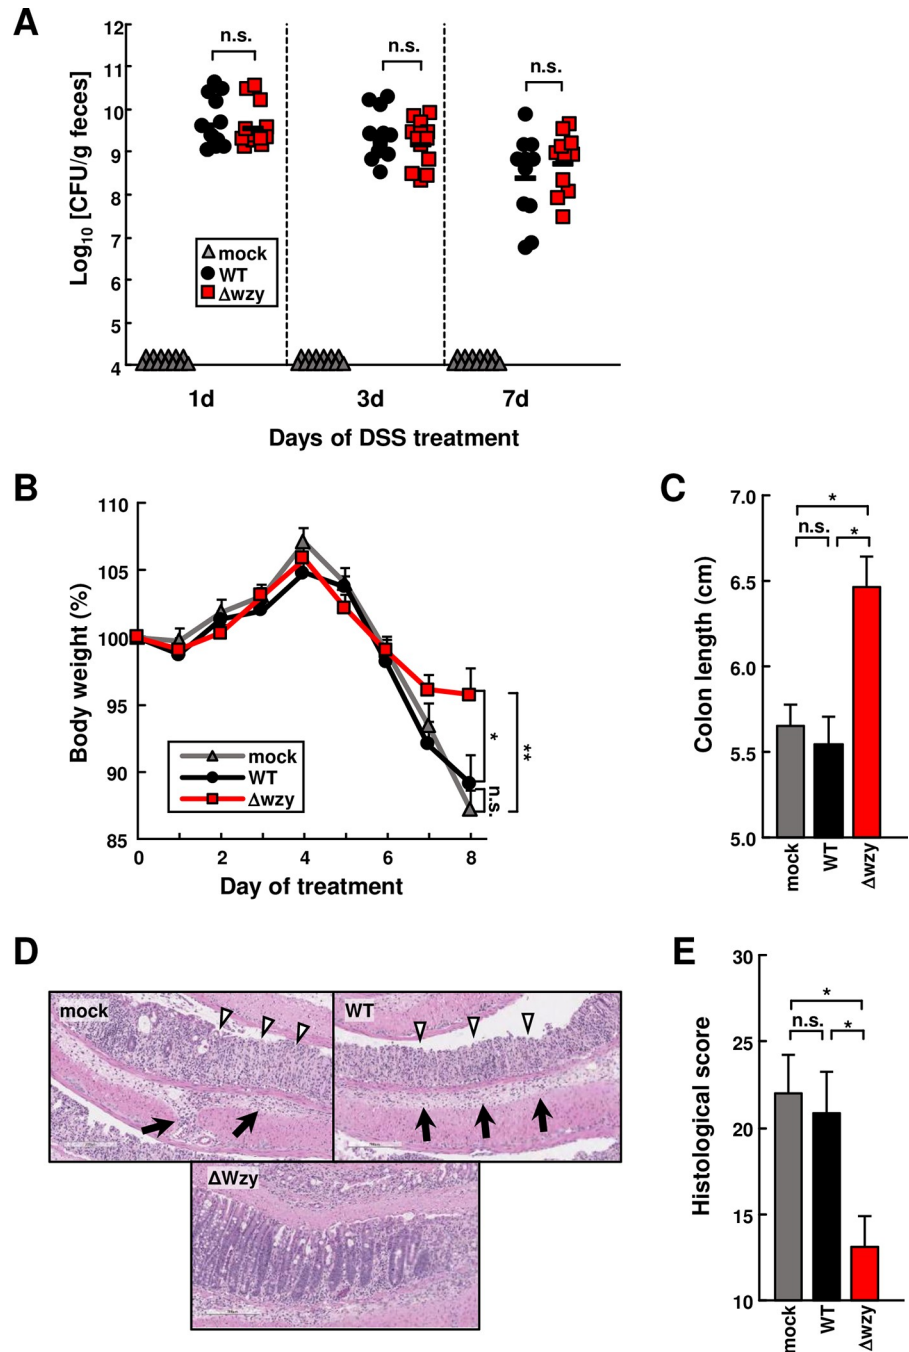 A
12
11
10
9
8
7
6
5
4
Log10 [CFU/g feces]
n.s.
n.s.
n.s.
mock
WT
Δwzy
1d
3d
7d
Days of DSS treatment
B
110
105
100
95
90
85
Body weight (%)
mock
WT
Δwzy
*
**
n.s.
0
2
4
6
8
Day of treatment
C
7.0
6.5
6.0
5.5
5.0
Colon length (cm)
*
n.s.
*
mock
WT
Δwzy
D
mock
WT
ΔWzy
E
30
25
20
15
10
Histological score
*
n.s.
*
mock
WT
Δwzy